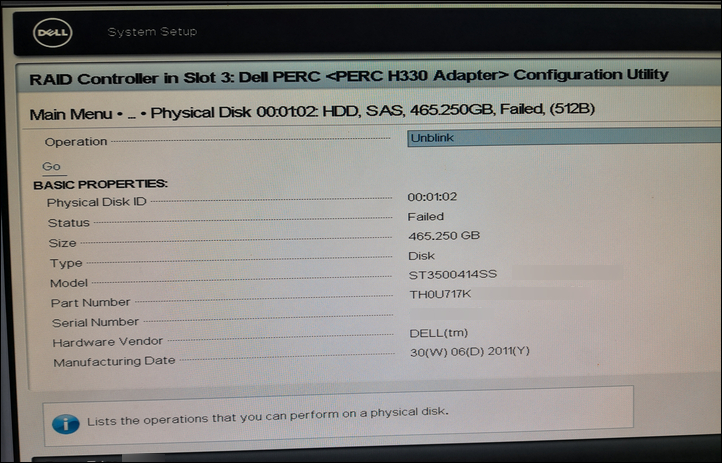 DELL
System Setup
RAID Controller in Slot 3: Dell PERC <PERC H330 Adapter> Configuration Utility
Main Menu • ... • Physical Disk 00:01:02: HDD, SAS, 465.250GB, Failed, (512B)
Operation Unblink
Go
BASIC PROPERTIES:
Physical Disk ID 00:01:02
Status Failed
Size 465.250 GB
Type Disk
Model ST3500414SS
Part Number TH0U717K
Serial Number
Hardware Vendor DELL(tm)
Manufacturing Date 30(W) 06(D) 2011(Y)
Lists the operations that you can perform on a physical disk.